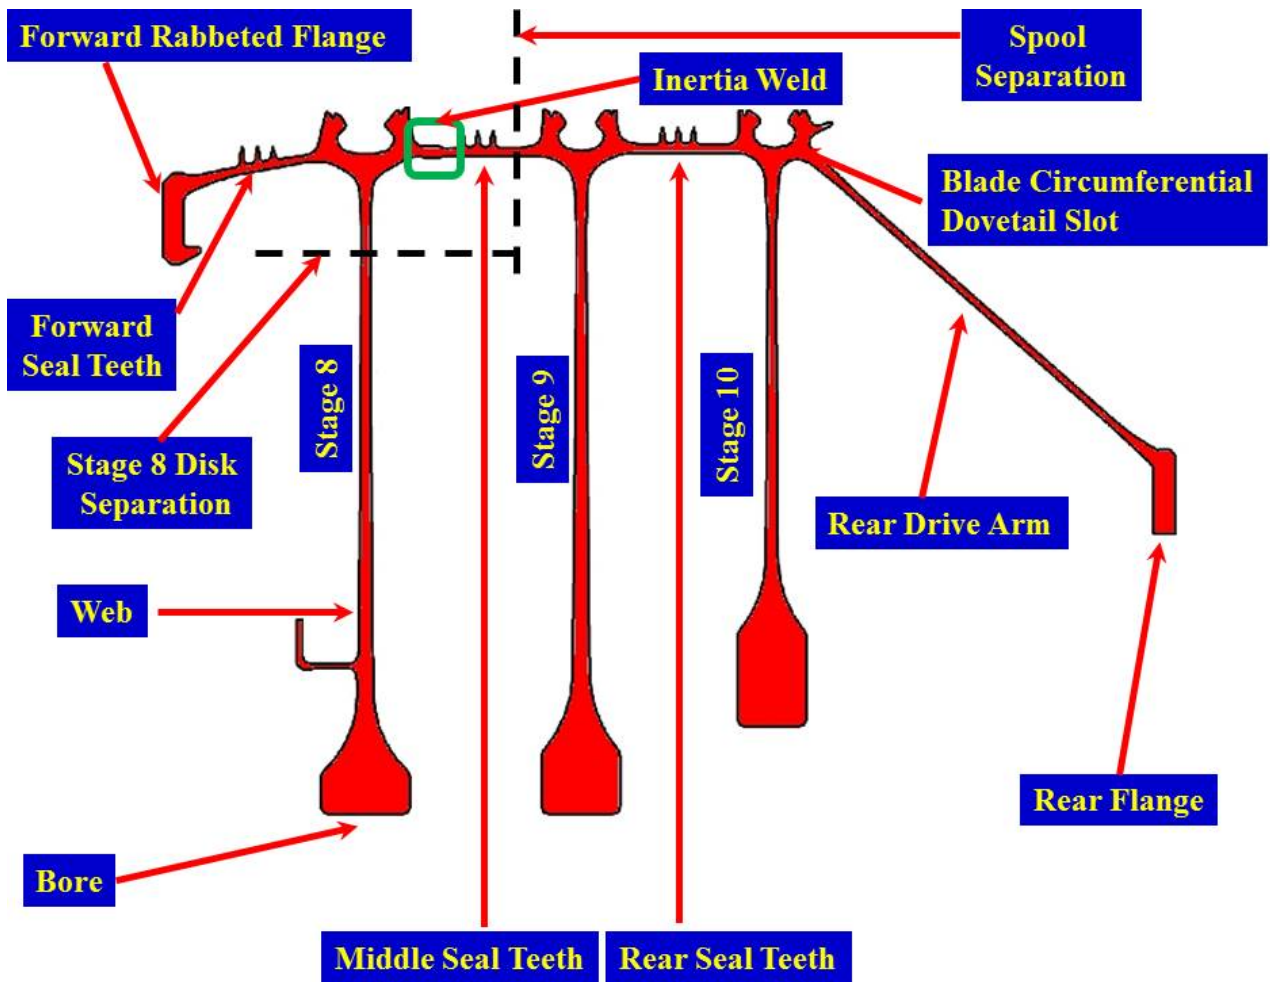 Forward Rabbeted Flange
Spool
Separation
Inertia Weld
Blade Circumferential
Dovetail Slot
Forward
Seal Teeth
Stage 8
Stage 9
Stage 10
Stage 8 Disk
Separation
Rear Drive Arm
Web
Rear Flange
Bore
Middle Seal Teeth
Rear Seal Teeth